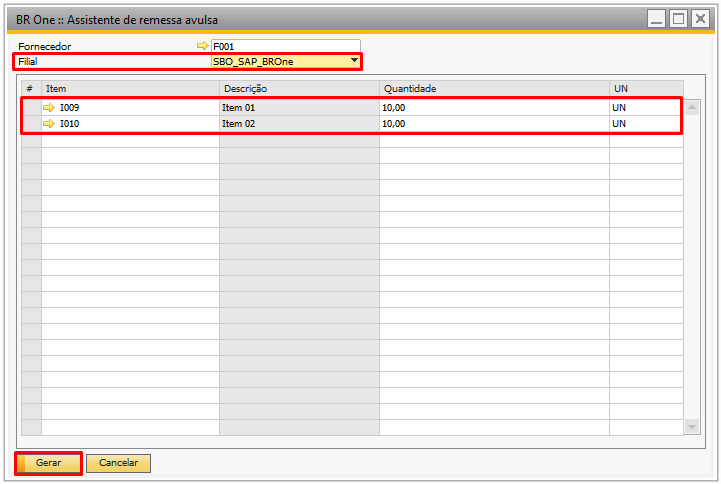 BR One :: Assistente de remessa avulsa
Fornecedor F001
Filial SBO_SAP_BROne
# Item Descrição Quantidade UN
I009 Item 01 10,00 UN
I010 Item 02 10,00 UN
Gerar Cancelar